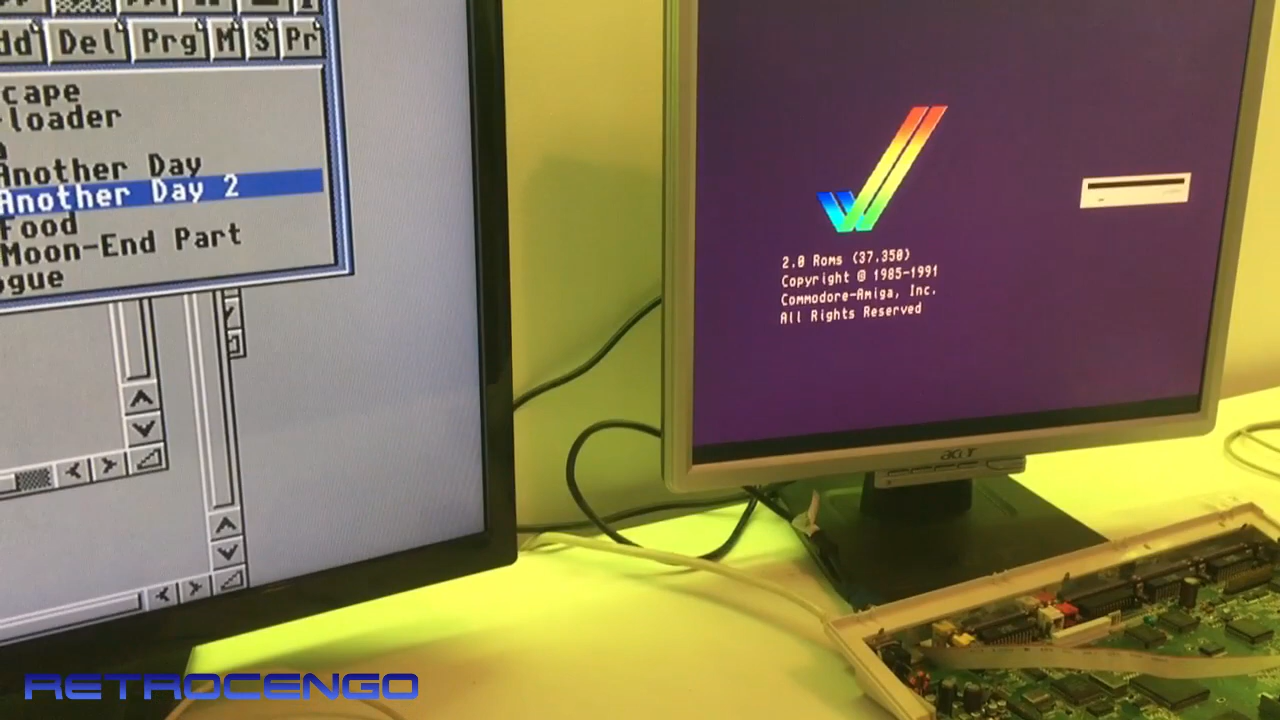 Del Prg M S Pr
cape
loader
Another Day
Another Day 2
Food
Moon-End Part
ogue
2.0 Roms (37.350)
Copyright © 1985-1991
Commodore-Amiga, Inc.
All Rights Reserved
acer
RETROCENGO